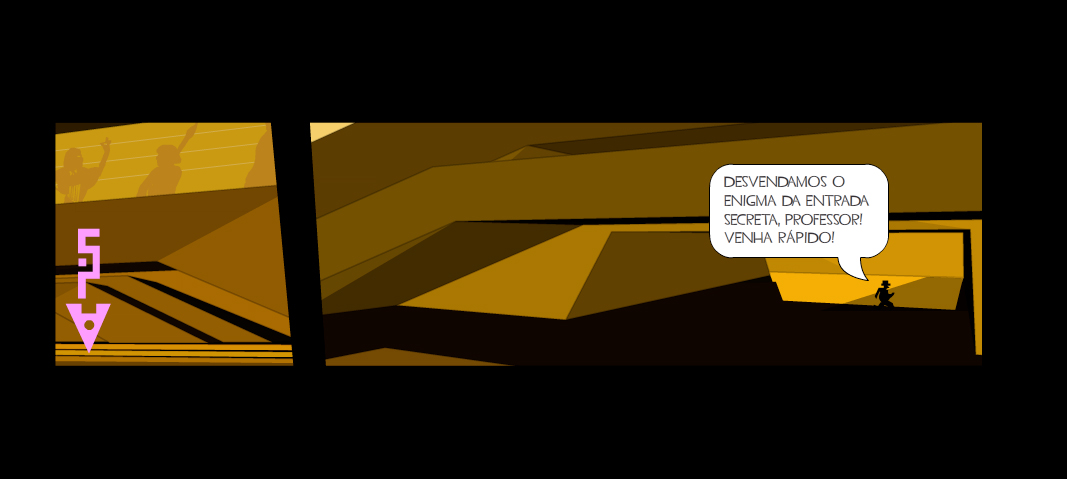 DESVENDAMOS O
ENIGMA DA ENTRADA
SECRETA, PROFESSOR!
VENHA RÁPIDO!